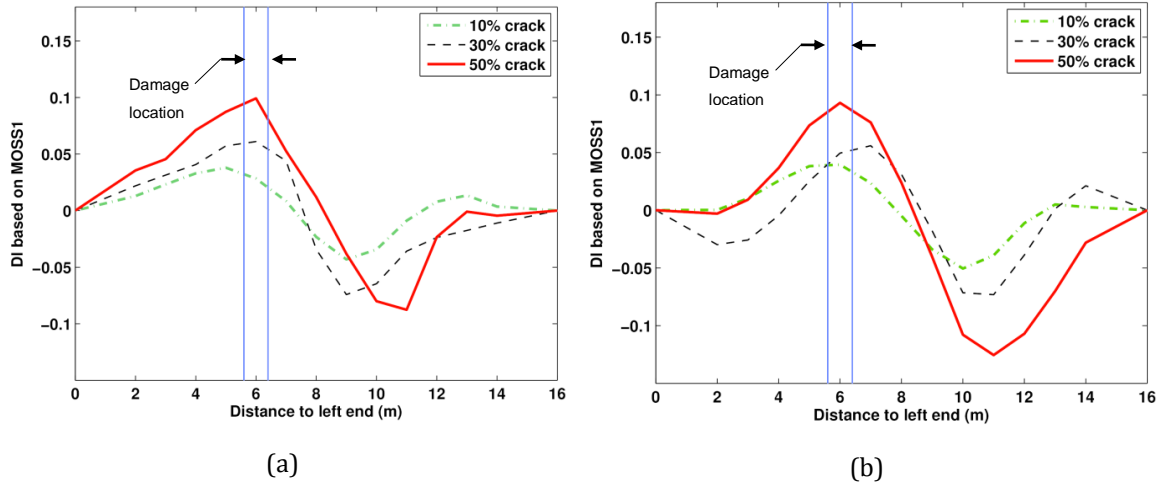 0.15
0.1
0.05
0
−0.05
−0.1
DI based on MOSS1
10% crack
30% crack
50% crack
Damage
location
0 2 4 6 8 10 12 14 16
Distance to left end (m)
(a)
0.15
0.1
0.05
0
−0.05
−0.1
DI based on MOSS1
10% crack
30% crack
50% crack
Damage
location
0 2 4 6 8 10 12 14 16
Distance to left end (m)
(b)